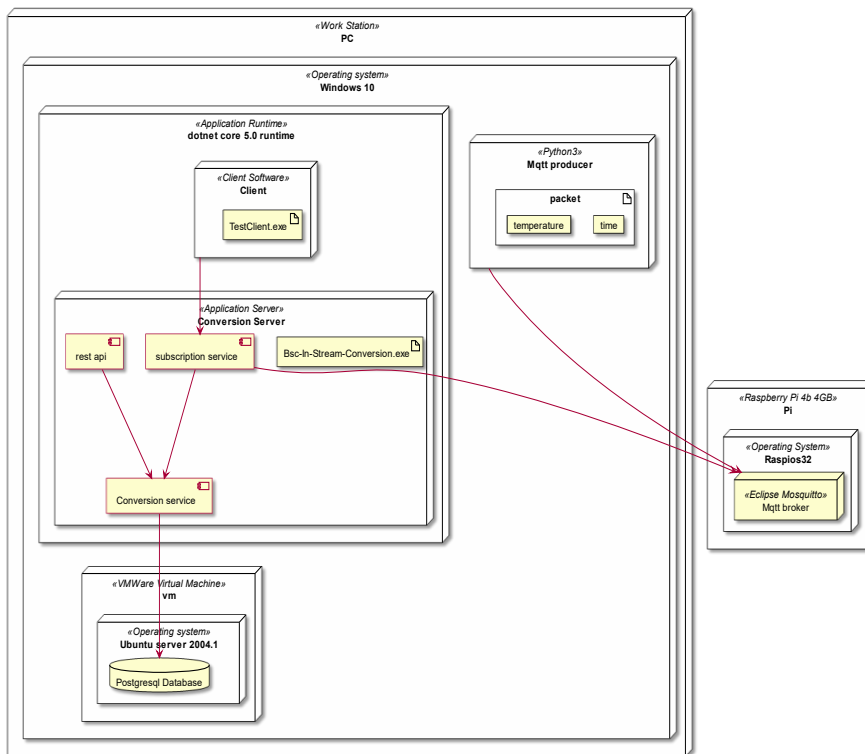 «Work Station»
PC
«Operating system»
Windows 10
«Application Runtime»
dotnet core 5.0 runtime
«Client Software»
Client
TestClient.exe
«Python3»
Mqtt producer
packet
temperature
time
«Application Server»
Conversion Server
rest api
subscription service
Bsc-In-Stream-Conversion.exe
Conversion service
«Raspberry Pi 4b 4GB»
Pi
«Operating System»
Raspios32
«Eclipse Mosquitto»
Mqtt broker
«VMWare Virtual Machine»
vm
«Operating system»
Ubuntu server 2004.1
Postgresql Database